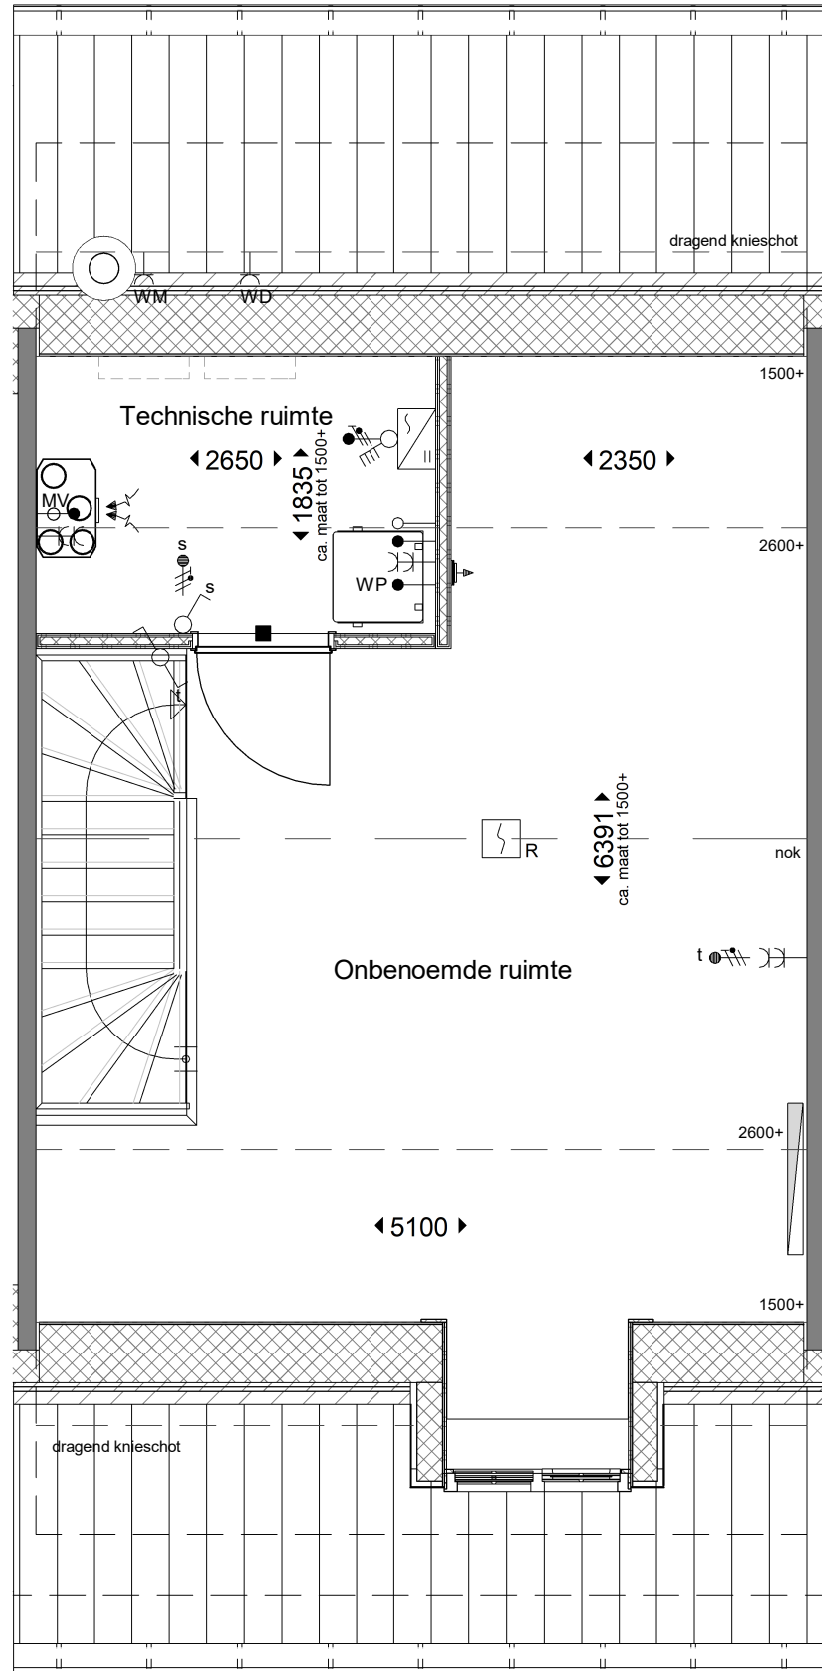 dragend knieschot
WM
WD
1500+
Technische ruimte
2650
1835
ca. maat tot 1500+
2350
MV
2600+
s
s
WP
t
6391
ca. maat tot 1500+
R
nok
t
Onbenoemde ruimte
2600+
5100
1500+
dragend knieschot